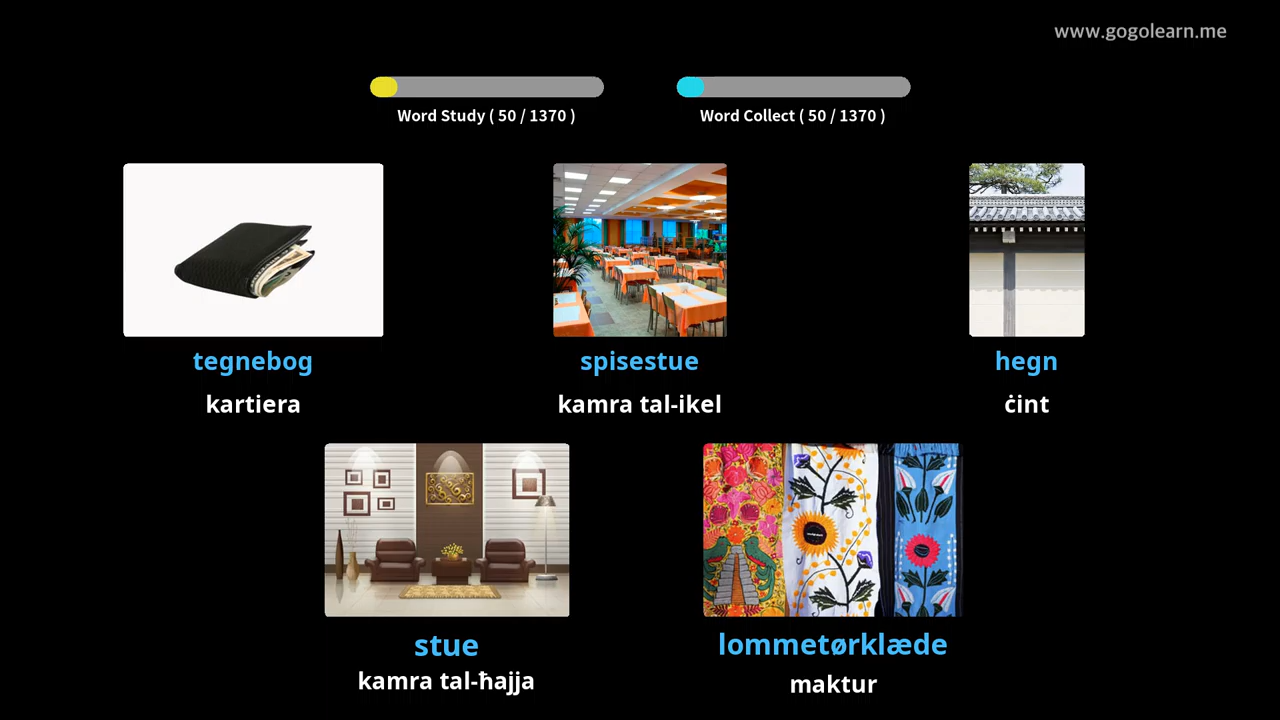 www.gogolearn.me
Word Study ( 50 / 1370 )
Word Collect ( 50 / 1370 )
tegnebog
kartiera
spisestue
kamra tal-ikel
hegn
ċint
stue
kamra tal-ħajja
lommetørklæde
maktur